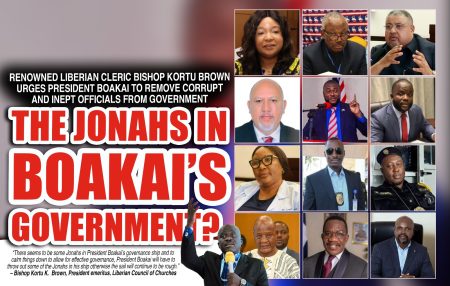 RENOWNED LIBERIAN CLERIC BISHOP KORTU BROWN
URGES PRESIDENT BOAKAI TO REMOVE CORRUPT
AND INEPT OFFICIALS FROM GOVERNMENT
THE JONAHS IN
BOAKAI'S
GOVERNMENT?
"There seems to be some Jonahs in President Boakai's governance ship and to
calm things down to allow for effective governance, President Boakai will have to
throw out some of the Jonahs in his ship otherwise the sail will continue to be rough."
– Bishop Kortu K. Brown, President emeritus, Liberian Council of Churches